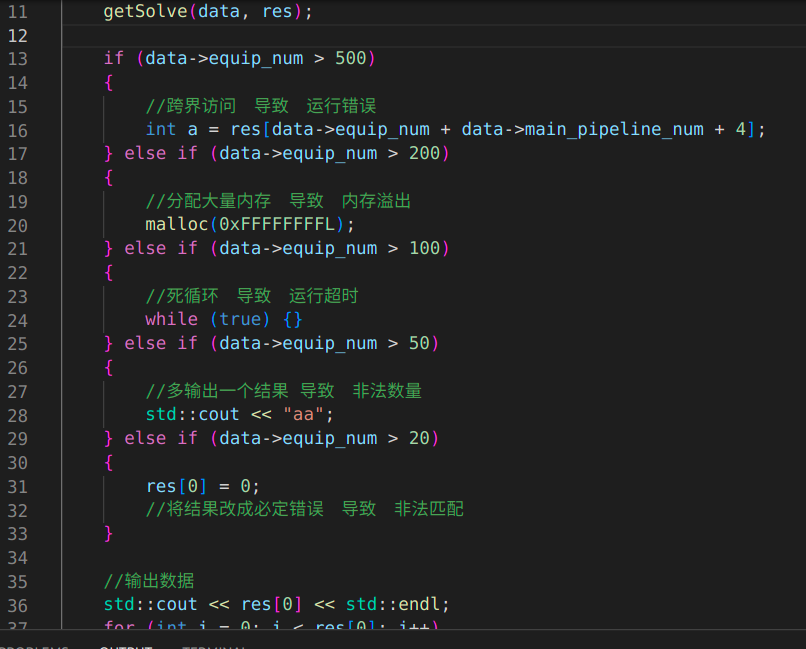 11 getSolve(data, res);
12
13 if (data->equip_num > 500)
14 {
15 //跨界访问 导致 运行错误
16 int a = res[data->equip_num + data->main_pipeline_num + 4];
17 } else if (data->equip_num > 200)
18 {
19 //分配大量内存 导致 内存溢出
20 malloc(0xFFFFFFFFL);
21 } else if (data->equip_num > 100)
22 {
23 //死循环 导致 运行超时
24 while (true) {}
25 } else if (data->equip_num > 50)
26 {
27 //多输出一个结果 导致 非法数量
28 std::cout << "aa";
29 } else if (data->equip_num > 20)
30 {
31 res[0] = 0;
32 //将结果改成必定错误 导致 非法匹配
33 }
34
35 //输出数据
36 std::cout << res[0] << std::endl;
37 for (int i = 0; i < res[0]; i++)
PROBLEMS OUTPUT TERMINAL